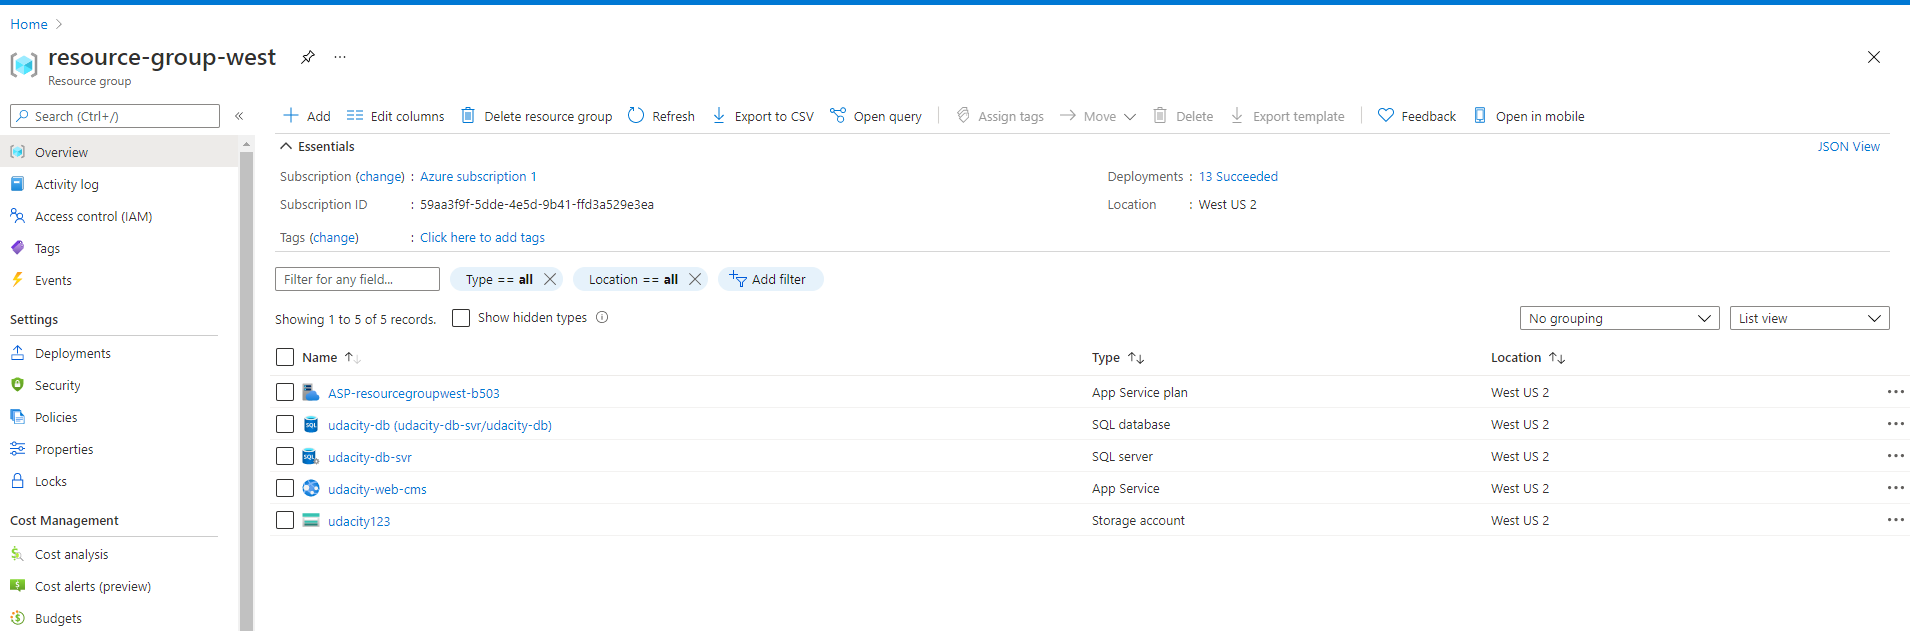 Home
resource-group-west
Resource group
Search (Ctrl+/)
Overview
Activity log
Access control (IAM)
Tags
Events
Settings
Deployments
Security
Policies
Properties
Locks
Cost Management
Cost analysis
Cost alerts (preview)
Budgets
Add Edit columns Delete resource group Refresh Export to CSV Open query Assign tags Move Delete Export template Feedback Open in mobile
Essentials JSON View
Subscription (change) : Azure subscription 1 Deployments : 13 Succeeded
Subscription ID : 59aa3f9f-5dde-4e5d-9b41-ffd3a529e3ea Location : West US 2
Tags (change) : Click here to add tags
Filter for any field... Type == all Location == all Add filter
Showing 1 to 5 of 5 records. Show hidden types No grouping List view
Name Type Location
ASP-resourcegroupwest-b503 App Service plan West US 2
udacity-db (udacity-db-svr/udacity-db) SQL database West US 2
udacity-db-svr SQL server West US 2
udacity-web-cms App Service West US 2
udacity123 Storage account West US 2